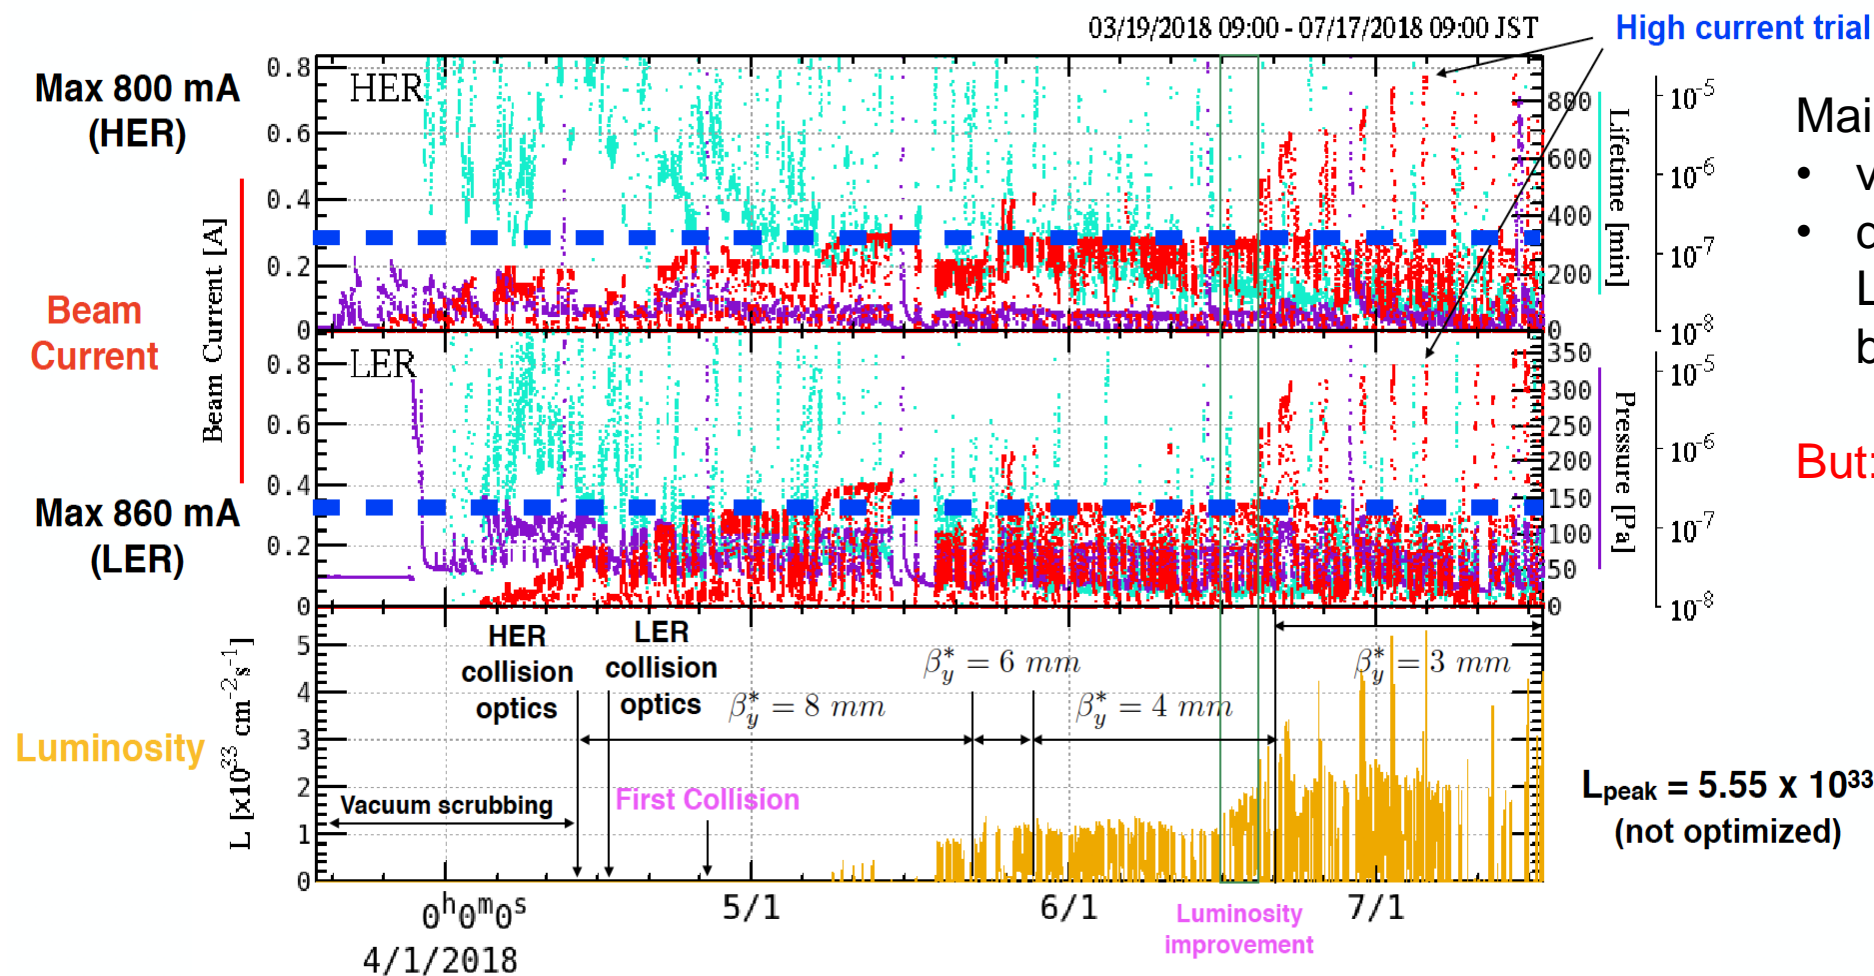 03/19/2018 09:00 - 07/17/2018 09:00 JST
High current trial
Max 800 mA
(HER)
HER
0.8
0.6
0.4
0.2
0
800
600
400
200
0
Lifetime [min]
10-5
10-6
10-7
10-8
Mai
Beam
Current
Beam Current [A]
LER
0.8
0.6
0.4
0.2
0
350
300
250
200
150
100
50
0
Pressure [Pa]
10-5
10-6
10-7
10-8
But:
Max 860 mA
(LER)
Luminosity
L [x10³³ cm⁻²s⁻¹]
5
4
3
2
1
0
HER
collision
optics
LER
collision
optics
β*y = 8 mm
β*y = 6 mm
β*y = 4 mm
β*y = 3 mm
Vacuum scrubbing
First Collision
Lpeak = 5.55 x 10³³
(not optimized)
0h0m0s
4/1/2018
5/1
6/1
7/1
Luminosity
improvement